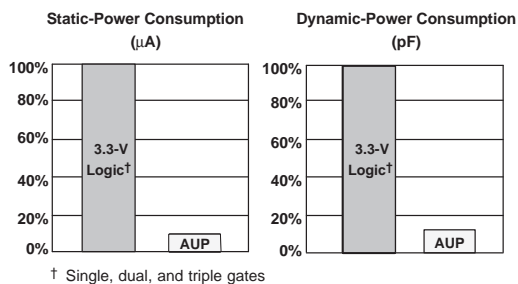 Static-Power Consumption
(μA)
100%
80%
60%
40%
20%
0%
3.3-V
Logic†
AUP
Dynamic-Power Consumption
(pF)
100%
80%
60%
40%
20%
0%
3.3-V
Logic†
AUP
† Single, dual, and triple gates